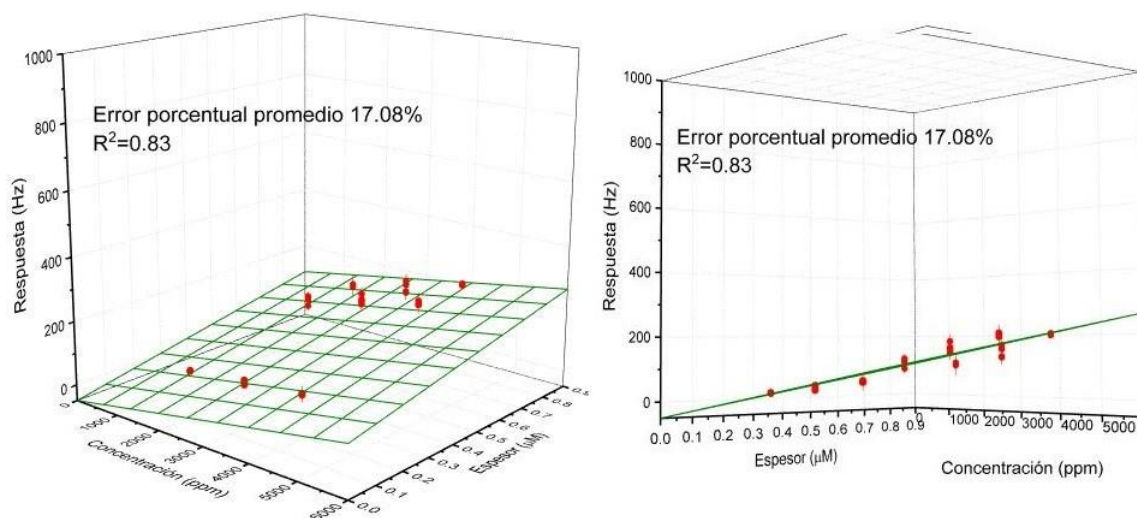 1000
800
600
400
200
0
Respuesta (Hz)
Error porcentual promedio 17.08%
R²=0.83
0
1000
2000
3000
4000
5000
6000
Concentración (ppm)
0.0
0.1
0.2
0.3
0.4
0.5
0.6
0.7
0.8
Espesor (μM)
1000
800
600
400
200
0
Respuesta (Hz)
Error porcentual promedio 17.08%
R²=0.83
0.0 0.1 0.2 0.3 0.4 0.5 0.6 0.7 0.8
1000 2000 3000 4000 5000
Espesor (μM)
Concentración (ppm)